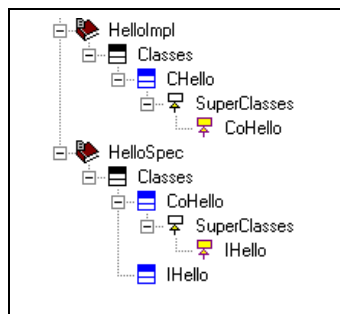 HelloImpl
Classes
CHello
SuperClasses
CoHello
HelloSpec
Classes
CoHello
SuperClasses
IHello
IHello